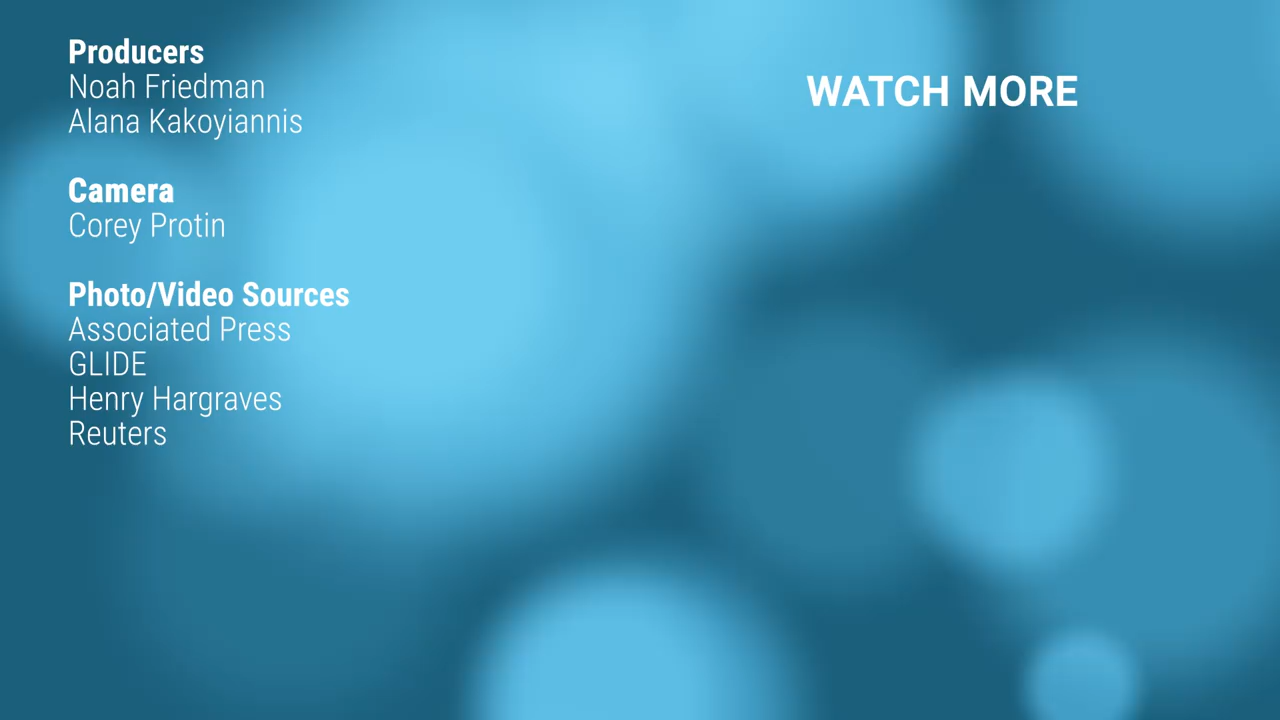 Producers
Noah Friedman
Alana Kakoyiannis
Camera
Corey Protin
Photo/Video Sources
Associated Press
GLIDE
Henry Hargraves
Reuters
WATCH MORE